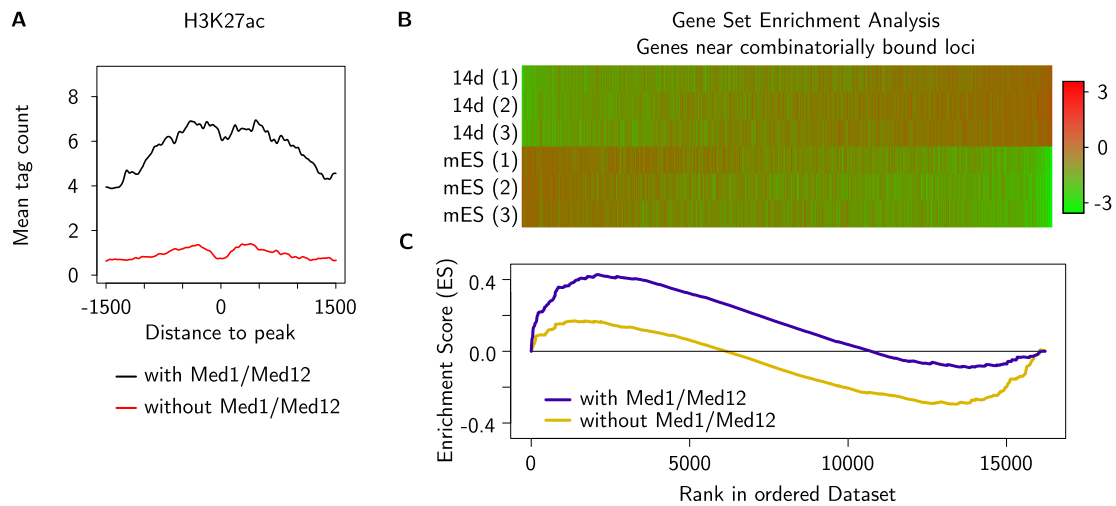 A
H3K27ac
Mean tag count
8
6
4
2
0
-1500
0
1500
Distance to peak
with Med1/Med12
without Med1/Med12
B
Gene Set Enrichment Analysis
Genes near combinatorially bound loci
14d (1)
14d (2)
14d (3)
mES (1)
mES (2)
mES (3)
3
0
-3
C
Enrichment Score (ES)
0.4
0.0
-0.4
with Med1/Med12
without Med1/Med12
0
5000
10000
15000
Rank in ordered Dataset